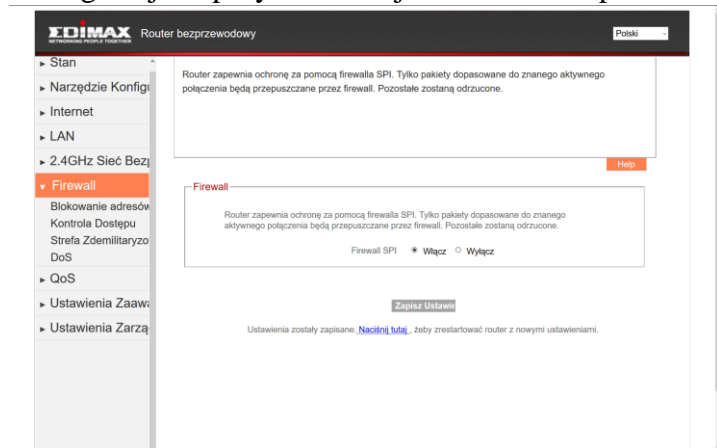 EDIMAX
NETWORKING PEOPLE TOGETHER
Router bezprzewodowy
Polski
Stan
Narzędzie Konfigu
Internet
LAN
2.4GHz Sieć Bezp
Firewall
Blokowanie adresów
Kontrola Dostępu
Strefa Zdemilitaryzo
DoS
QoS
Ustawienia Zaawa
Ustawienia Zarzą
Router zapewnia ochronę za pomocą firewalla SPI. Tylko pakiety dopasowane do znanego aktywnego
połączenia będą przepuszczane przez firewall. Pozostałe zostaną odrzucone.
Help
Firewall
Router zapewnia ochronę za pomocą firewalla SPI. Tylko pakiety dopasowane do znanego
aktywnego połączenia będą przepuszczane przez firewall. Pozostałe zostaną odrzucone.
Firewall SPI Włącz Wyłącz
Zapisz Ustawie
Ustawienia zostały zapisane. Naciśnij tutaj , żeby zrestartować router z nowymi ustawieniami.